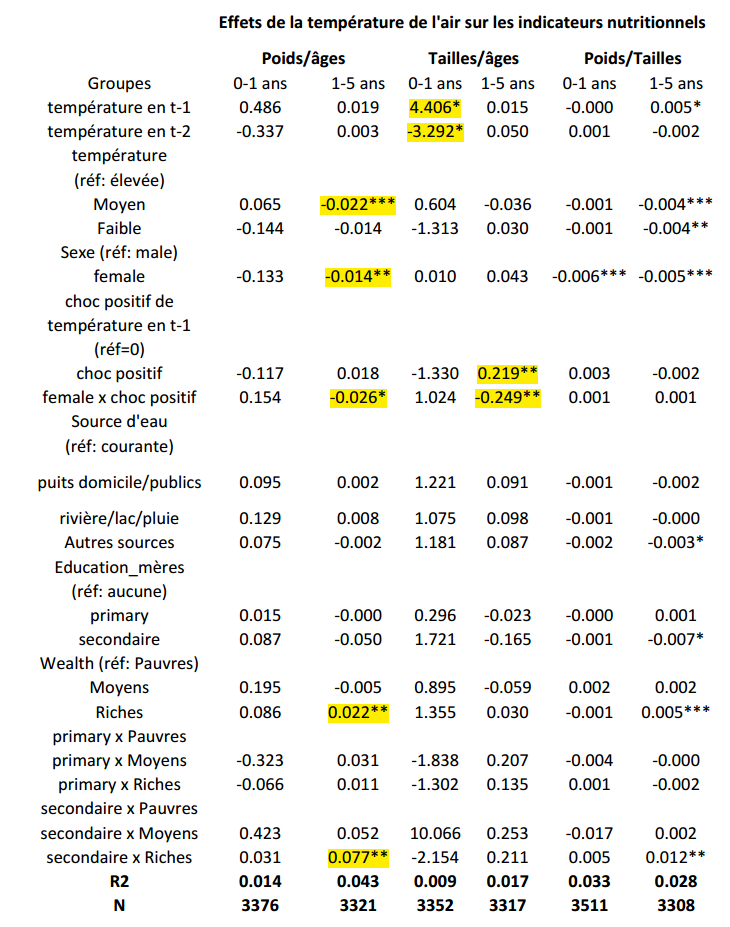 Effets de la température de l'air sur les indicateurs nutritionnels
Poids/âges Tailles/âges Poids/Tailles
Groupes 0-1 ans 1-5 ans 0-1 ans 1-5 ans 0-1 ans 1-5 ans
température en t-1 0.486 0.019 4.406* 0.015 -0.000 0.005*
température en t-2 -0.337 0.003 -3.292* 0.050 0.001 -0.002
température
(réf: élevée)
Moyen 0.065 -0.022*** 0.604 -0.036 -0.001 -0.004***
Faible -0.144 -0.014 -1.313 0.030 -0.001 -0.004**
Sexe (réf: male)
female -0.133 -0.014** 0.010 0.043 -0.006*** -0.005***
choc positif de
température en t-1
(réf=0)
choc positif -0.117 0.018 -1.330 0.219** 0.003 -0.002
female x choc positif 0.154 -0.026* 1.024 -0.249** 0.001 0.001
Source d'eau
(réf: courante)
puits domicile/publics 0.095 0.002 1.221 0.091 -0.001 -0.002
rivière/lac/pluie 0.129 0.008 1.075 0.098 -0.001 -0.000
Autres sources 0.075 -0.002 1.181 0.087 -0.002 -0.003*
Education_mères
(réf: aucune)
primary 0.015 -0.000 0.296 -0.023 -0.000 0.001
secondaire 0.087 -0.050 1.721 -0.165 -0.001 -0.007*
Wealth (réf: Pauvres)
Moyens 0.195 -0.005 0.895 -0.059 0.002 0.002
Riches 0.086 0.022** 1.355 0.030 -0.001 0.005***
primary x Pauvres
primary x Moyens -0.323 0.031 -1.838 0.207 -0.004 -0.000
primary x Riches -0.066 0.011 -1.302 0.135 0.001 -0.002
secondaire x Pauvres
secondaire x Moyens 0.423 0.052 10.066 0.253 -0.017 0.002
secondaire x Riches 0.031 0.077** -2.154 0.211 0.005 0.012**
R2 0.014 0.043 0.009 0.017 0.033 0.028
N 3376 3321 3352 3317 3511 3308